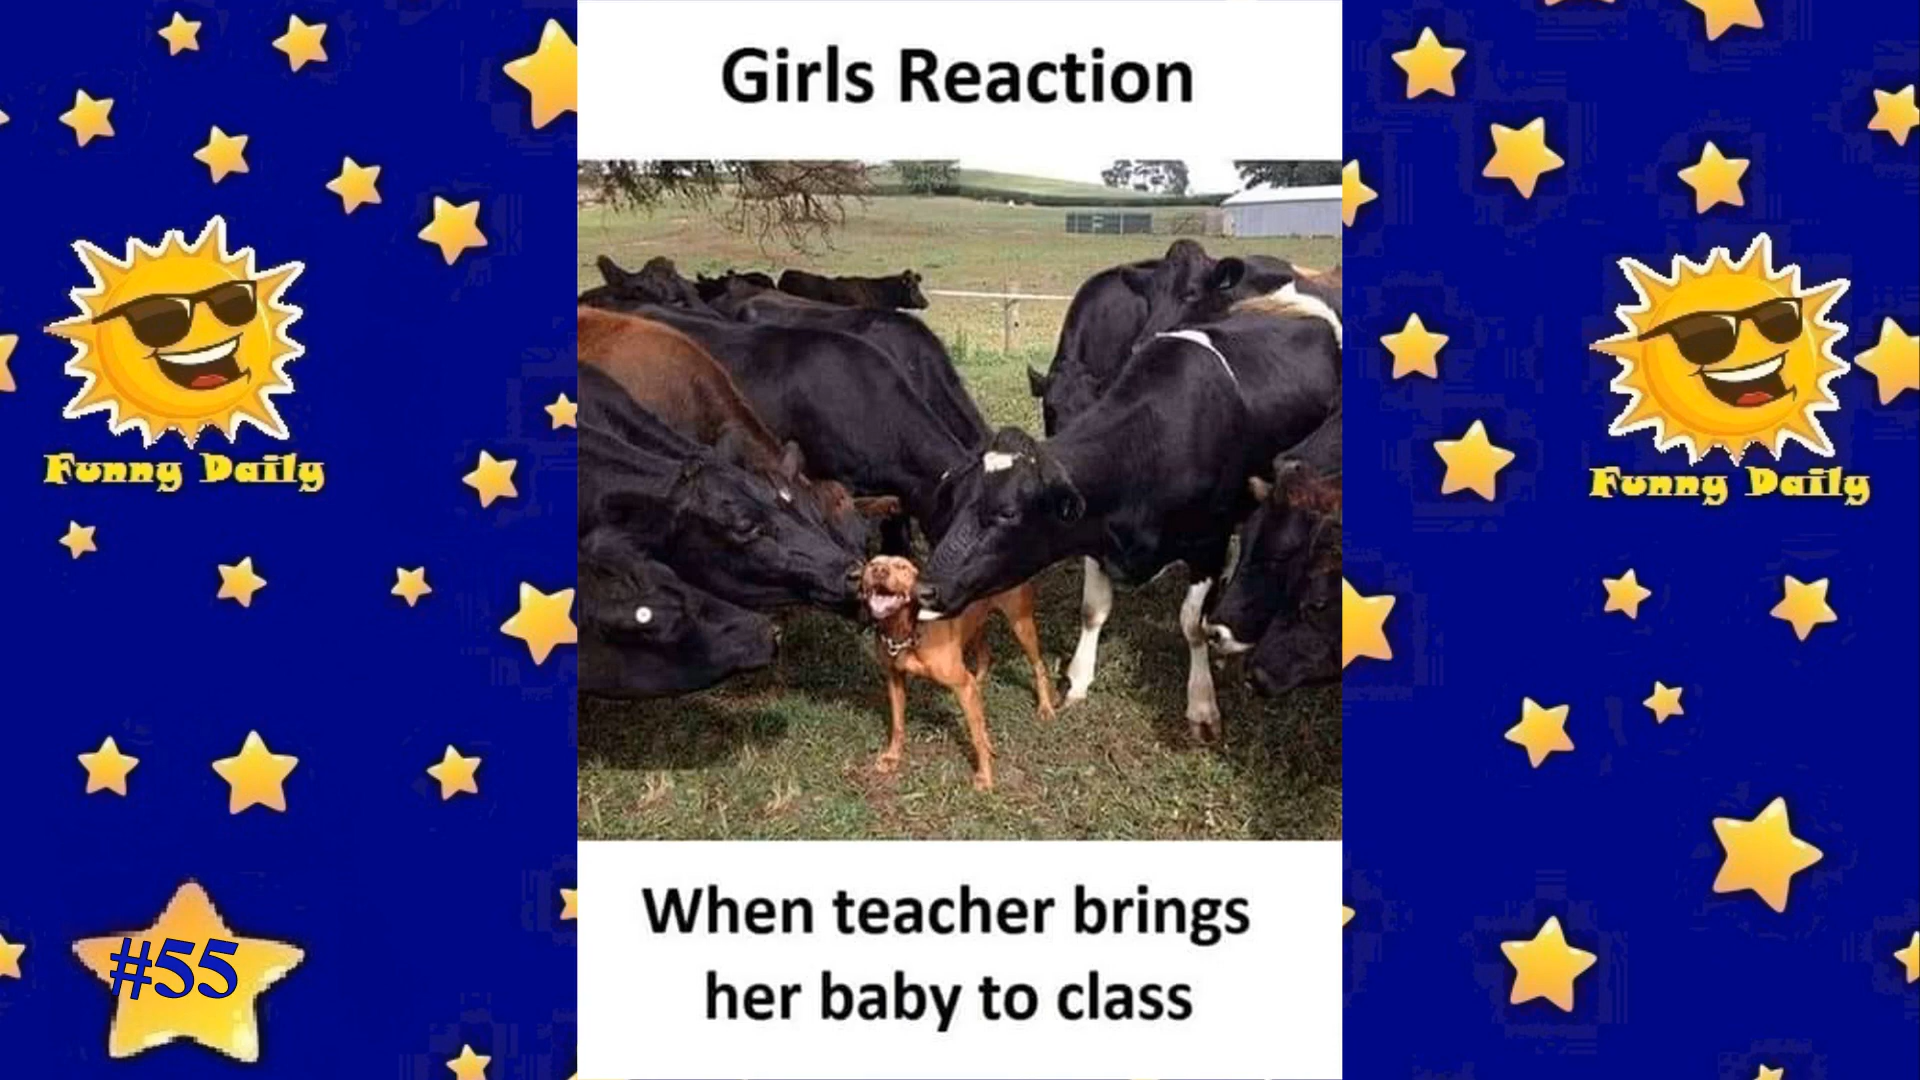 Girls Reaction
Funny Daily
Funny Daily
When teacher brings
her baby to class
#55